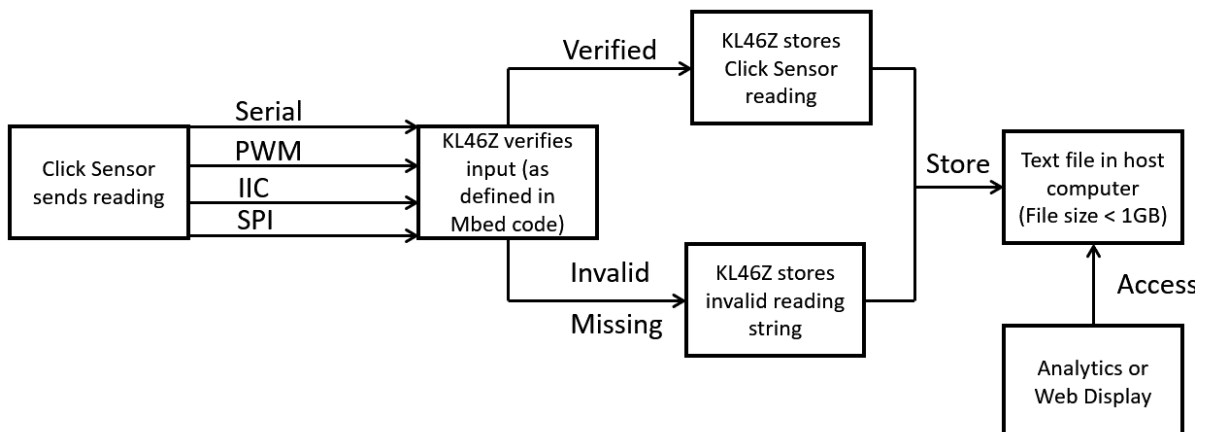 Click Sensor
sends reading
Serial
PWM
IIC
SPI
KL46Z verifies
input (as
defined in
Mbed code)
Verified
KL46Z stores
Click Sensor
reading
Invalid
Missing
KL46Z stores
invalid reading
string
Store
Text file in host
computer
(File size < 1GB)
Access
Analytics or
Web Display